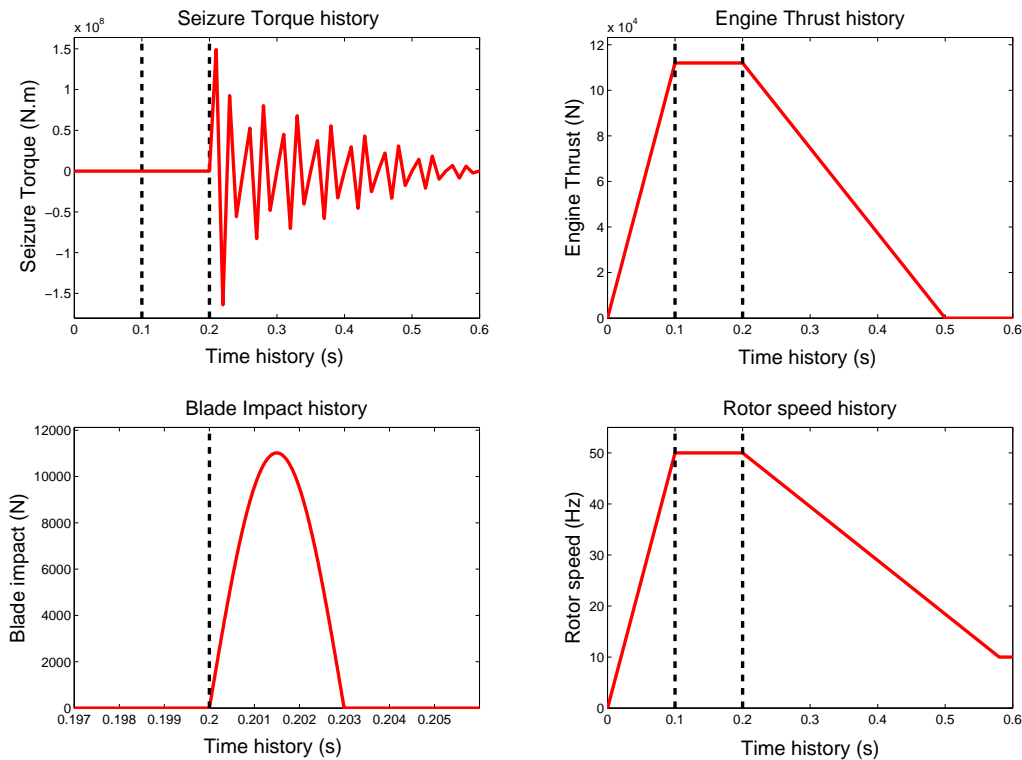 Seizure Torque history
x 10⁸
1.5
1
0.5
0
−0.5
−1
−1.5
Seizure Torque (N.m)
0 0.1 0.2 0.3 0.4 0.5 0.6
Time history (s)
Engine Thrust history
x 10⁴
12
10
8
6
4
2
0
Engine Thrust (N)
0 0.1 0.2 0.3 0.4 0.5 0.6
Time history (s)
Blade Impact history
12000
10000
8000
6000
4000
2000
0
Blade impact (N)
0.197 0.198 0.199 0.2 0.201 0.202 0.203 0.204 0.205
Time history (s)
Rotor speed history
50
40
30
20
10
0
Rotor speed (Hz)
0 0.1 0.2 0.3 0.4 0.5 0.6
Time history (s)